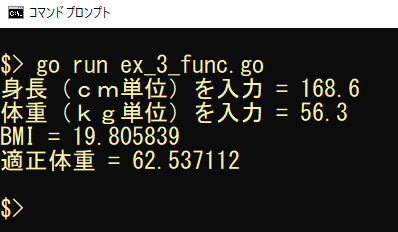 コマンド プロンプト
$> go run ex_3_func.go
身長（ｃｍ単位）を入力 = 168.6
体重（ｋｇ単位）を入力 = 56.3
BMI = 19.805839
適正体重 = 62.537112
$>